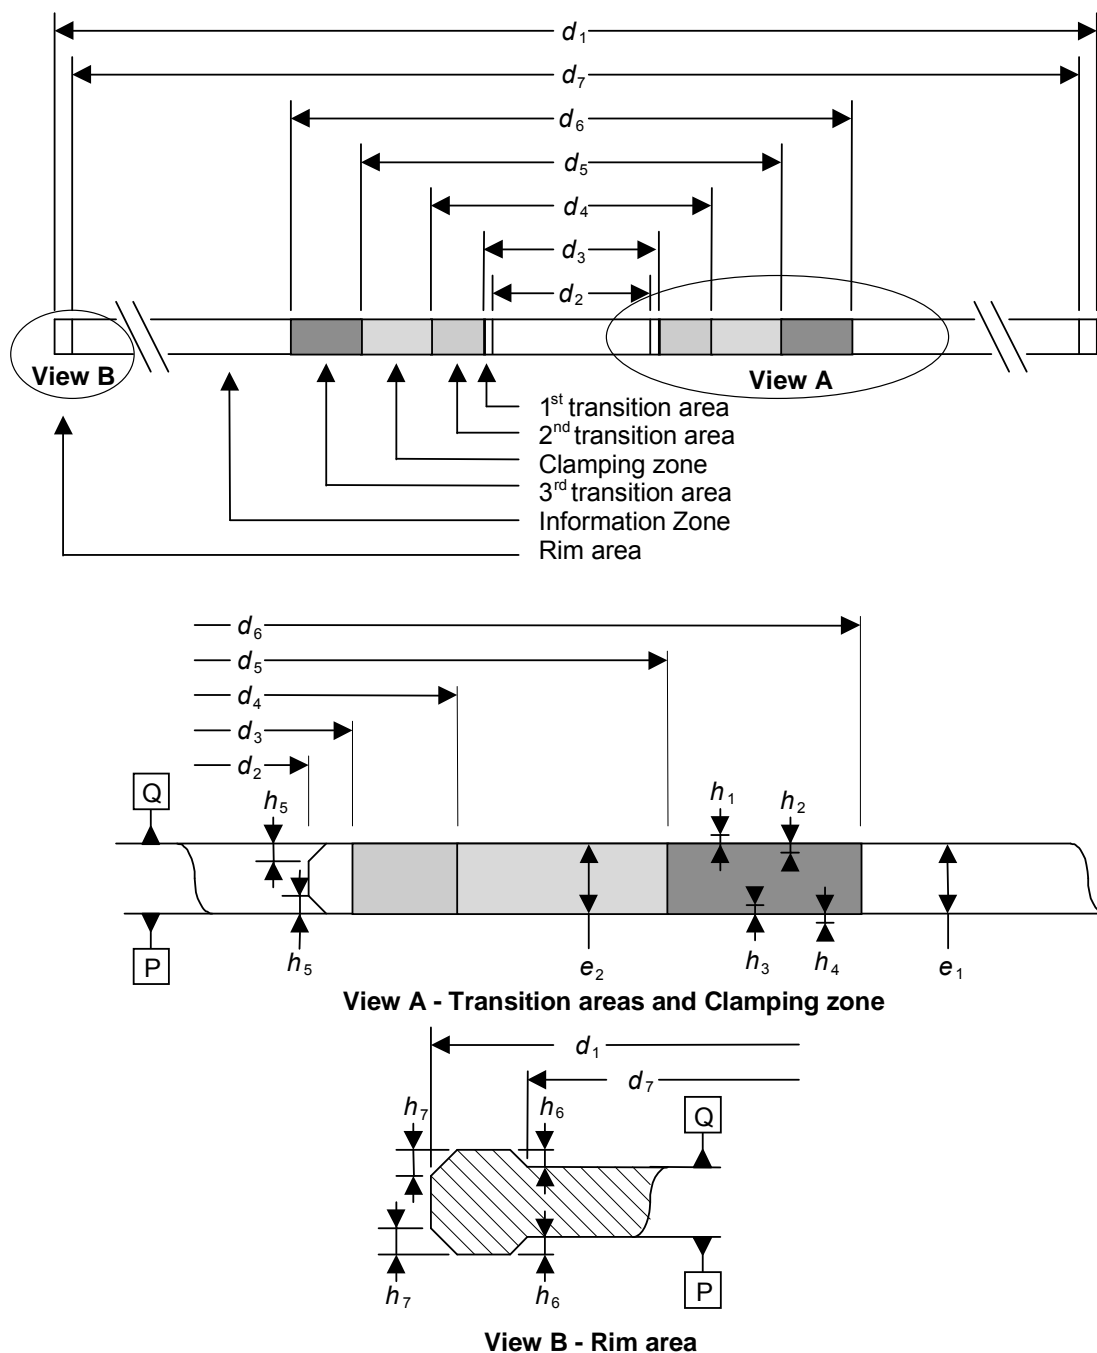 d1
d7
d6
d5
d4
d3
d2
View B
View A
1st transition area
2nd transition area
Clamping zone
3rd transition area
Information Zone
Rim area
d6
d5
d4
d3
d2
Q
h5
h1
h2
P
h5
e2
h3
h4
e1
View A - Transition areas and Clamping zone
d1
d7
h7
h6
Q
h7
h6
P
View B - Rim area